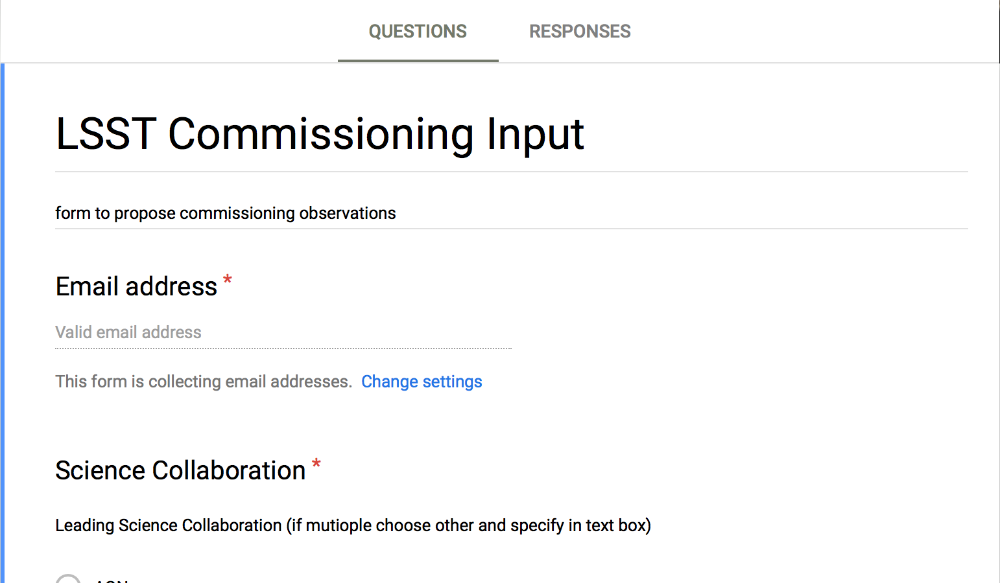 QUESTIONS RESPONSES
LSST Commissioning Input
form to propose commissioning observations
Email address *
Valid email address
This form is collecting email addresses. Change settings
Science Collaboration *
Leading Science Collaboration (if mutiople choose other and specify in text box)